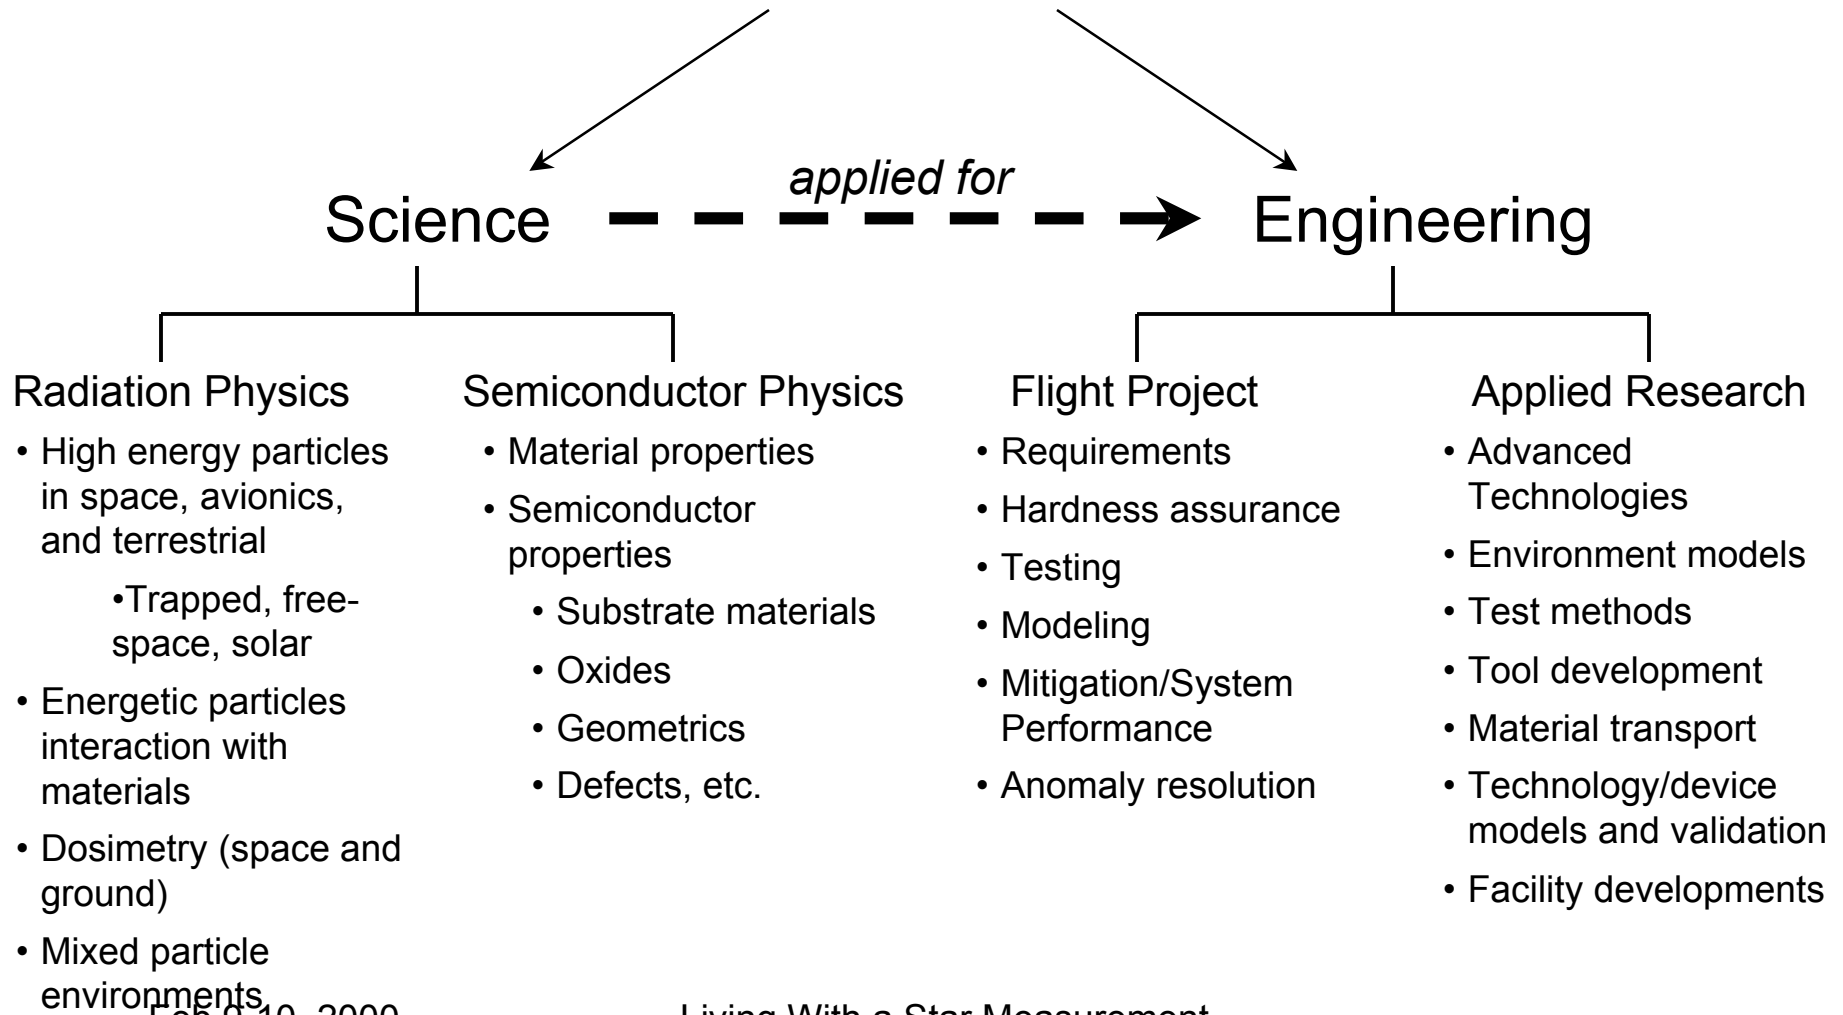 applied for
Science
Engineering
Radiation Physics
• High energy particles
in space, avionics,
and terrestrial
•Trapped, free-
space, solar
• Energetic particles
interaction with
materials
• Dosimetry (space and
ground)
• Mixed particle
environments
Semiconductor Physics
• Material properties
• Semiconductor
properties
• Substrate materials
• Oxides
• Geometrics
• Defects, etc.
Flight Project
• Requirements
• Hardness assurance
• Testing
• Modeling
• Mitigation/System
Performance
• Anomaly resolution
Applied Research
• Advanced
Technologies
• Environment models
• Test methods
• Tool development
• Material transport
• Technology/device
models and validation
• Facility developments
Feb 9-10, 2000
Living With a Star Measurement